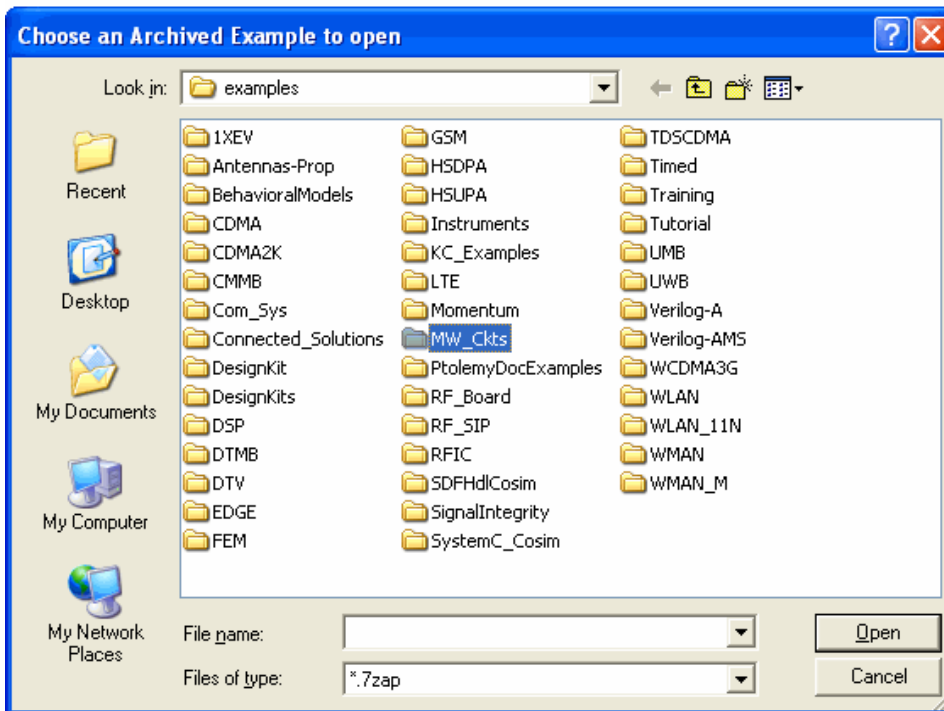 Choose an Archived Example to open
Look in: examples
Recent
Desktop
My Documents
My Computer
My Network
Places
1XEV
Antennas-Prop
BehavioralModels
CDMA
CDMA2K
CMMB
Com_Sys
Connected_Solutions
DesignKit
DesignKits
DSP
DTMB
DTV
EDGE
FEM
GSM
HSDPA
HSUPA
Instruments
KC_Examples
LTE
Momentum
MW_Ckts
PtolemyDocExamples
RF_Board
RF_SIP
RFIC
SDFHdlCosim
SignalIntegrity
SystemC_Cosim
TDSCDMA
Timed
Training
Tutorial
UMB
UWB
Verilog-A
Verilog-AMS
WCDMA3G
WLAN
WLAN_11N
WMAN
WMAN_M
File name:
Open
Files of type: *.7zap
Cancel